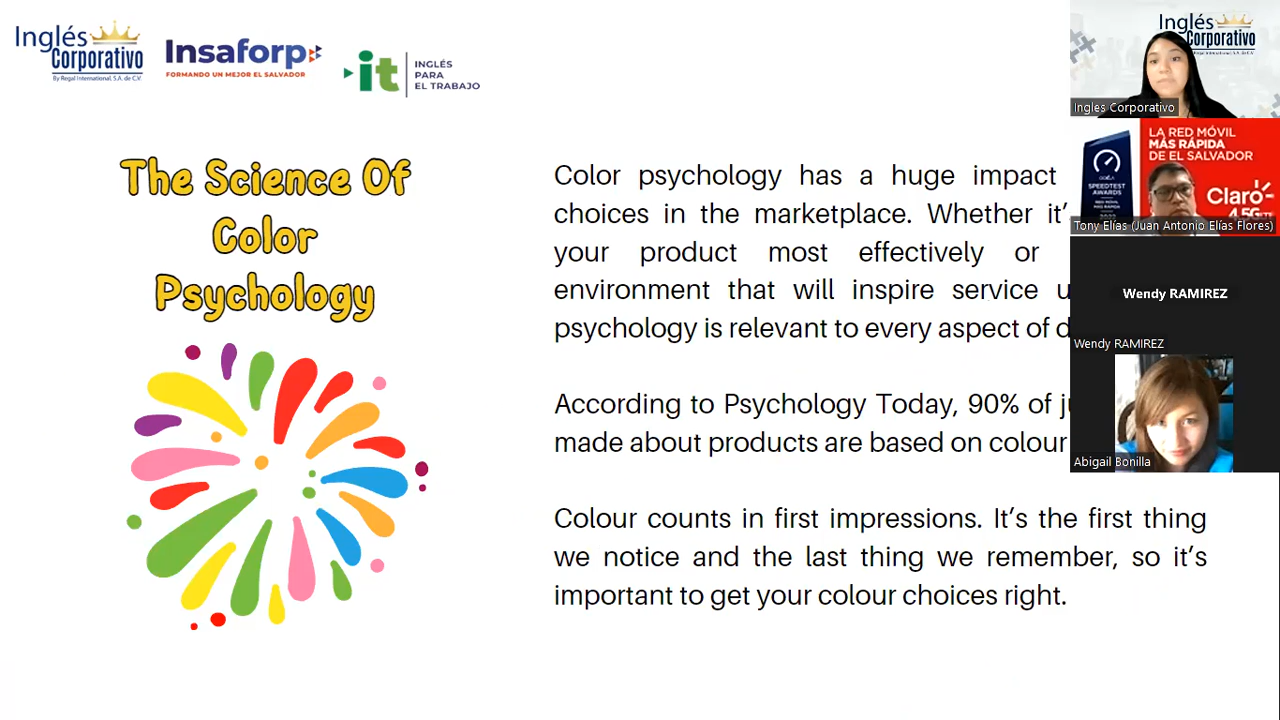 Inglés
Corporativo
By Regal International, S.A. de C.V.
Insaforp
FORMANDO UN MEJOR EL SALVADOR
it
INGLÉS
PARA
EL TRABAJO
The Science Of
Color
Psychology
Color psychology has a huge impact
choices in the marketplace. Whether it’
your product most effectively or
environment that will inspire service
psychology is relevant to every aspect of
According to Psychology Today, 90% of
made about products are based on colour
Colour counts in first impressions. It’s the first thing
we notice and the last thing we remember, so it’s
important to get your colour choices right.
Inglés
Corporativo
Ingles Corporativo
LA RED MÓVIL
MÁS RÁPIDA
DE EL SALVADOR
SPEEDTEST
AWARDS
Claro
4.5G
Tony Elías (Juan Antonio Elías Flores)
Wendy RAMIREZ
Wendy RAMIREZ
Abigail Bonilla